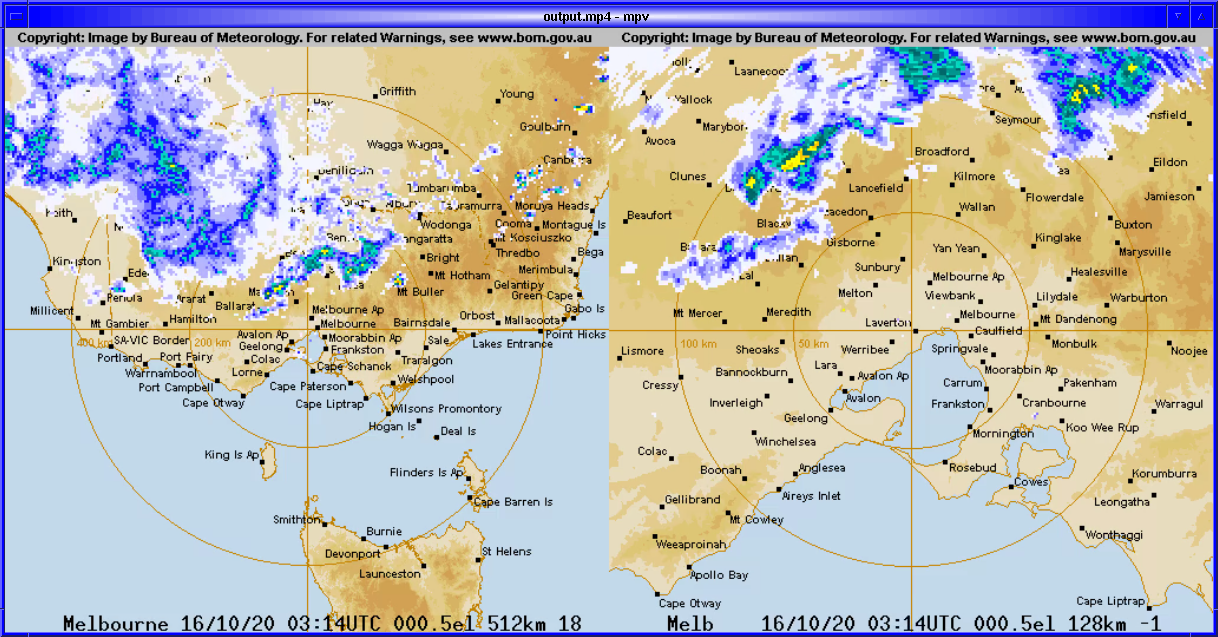 output.mp4 - mpv
Copyright: Image by Bureau of Meteorology. For related Warnings, see www.bom.gov.au
Griffith
Young
Goulburn
Wagga Wagga
Canberra
Tumbarumba
Moruya Heads
Keith
Wodonga
Cooma
Montague Is
Mt Kosciuszko
Thredbo
Bega
Bright
Merimbula
Mt Hotham
Gelantipy
Mt Buller
Green Cape
Penola
Ararat
Ballarat
Gabo Is
Millicent
Mt Gambier
Hamilton
Melbourne Ap
Melbourne
Bairnsdale
Orbost
Mallacoota
Point Hicks
400 km
SA-VIC Border
200 km
Avalon Ap
Moorabbin Ap
Sale
Lakes Entrance
Geelong
Frankston
Portland
Port Fairy
Colac
Traralgon
Warrnambool
Lorne
Cape Schanck
Port Campbell
Cape Paterson
Welshpool
Cape Otway
Cape Liptrap
Wilsons Promontory
Hogan Is
Deal Is
King Is Ap
Flinders Is Ap
Cape Barren Is
Smithton
Burnie
Devonport
St Helens
Launceston
Melbourne 16/10/20 03:14UTC 000.5el 512km 18
Copyright: Image by Bureau of Meteorology. For related Warnings, see www.bom.gov.au
Yallock
Seymour
Avoca
Broadford
Eildon
Clunes
Kilmore
Lancefield
Flowerdale
Jamieson
Beaufort
Wallan
Buxton
Gisborne
Kinglake
Yan Yean
Marysville
Sunbury
Melbourne Ap
Healesville
Melton
Viewbank
Lilydale
Warburton
Mt Mercer
Meredith
Melbourne
Mt Dandenong
Laverton
Caulfield
100 km
50 km
Monbulk
Lismore
Sheoaks
Werribee
Springvale
Noojee
Bannockburn
Lara
Moorabbin Ap
Cressy
Avalon Ap
Carrum
Pakenham
Inverleigh
Avalon
Frankston
Cranbourne
Warragul
Geelong
Koo Wee Rup
Winchelsea
Mornington
Colac
Boonah
Anglesea
Rosebud
Korumburra
Cowes
Gellibrand
Aireys Inlet
Leongatha
Mt Cowley
Wonthaggi
Weeaproinah
Apollo Bay
Cape Otway
Cape Liptrap
Melb 16/10/20 03:14UTC 000.5el 128km -1